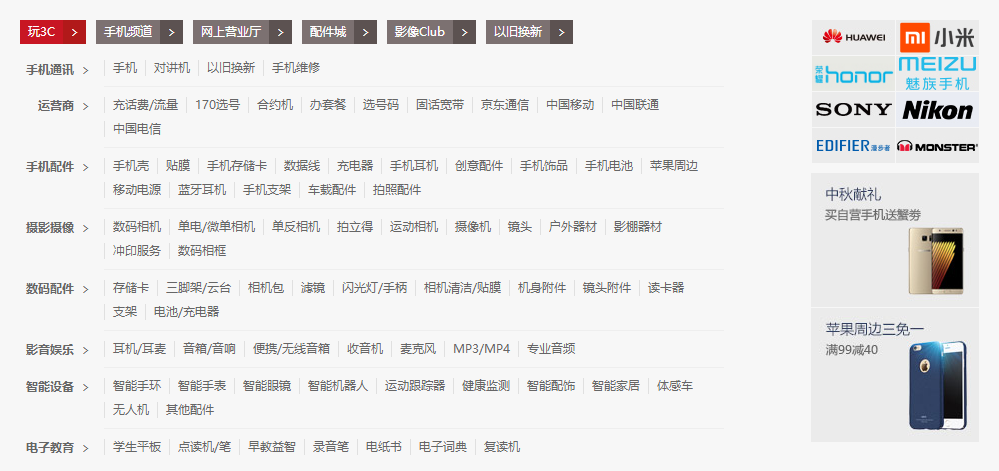 玩3C > 手机频道 > 网上营业厅 > 配件城 > 影像Club > 以旧换新 >
手机通讯 > 手机 对讲机 以旧换新 手机维修
运营商 > 充话费/流量 170选号 合约机 办套餐 选号码 固话宽带 京东通信 中国移动 中国联通
中国电信
手机配件 > 手机壳 贴膜 手机存储卡 数据线 充电器 手机耳机 创意配件 手机饰品 手机电池 苹果周边
移动电源 蓝牙耳机 手机支架 车载配件 拍照配件
摄影摄像 > 数码相机 单电/微单相机 单反相机 拍立得 运动相机 摄像机 镜头 户外器材 影棚器材
冲印服务 数码相框
数码配件 > 存储卡 三脚架/云台 相机包 滤镜 闪光灯/手柄 相机清洁/贴膜 机身附件 镜头附件 读卡器
支架 电池/充电器
影音娱乐 > 耳机/耳麦 音箱/音响 便携/无线音箱 收音机 麦克风 MP3/MP4 专业音频
智能设备 > 智能手环 智能手表 智能眼镜 智能机器人 运动跟踪器 健康监测 智能配饰 智能家居 体感车
无人机 其他配件
电子教育 > 学生平板 点读机/笔 早教益智 录音笔 电纸书 电子词典 复读机
HUAWEI
mi 小米
荣耀 honor
MEIZU
魅族手机
SONY
Nikon
EDIFIER 漫步者
MONSTER
中秋献礼
买自营手机送蟹券
苹果周边三免一
满99减40